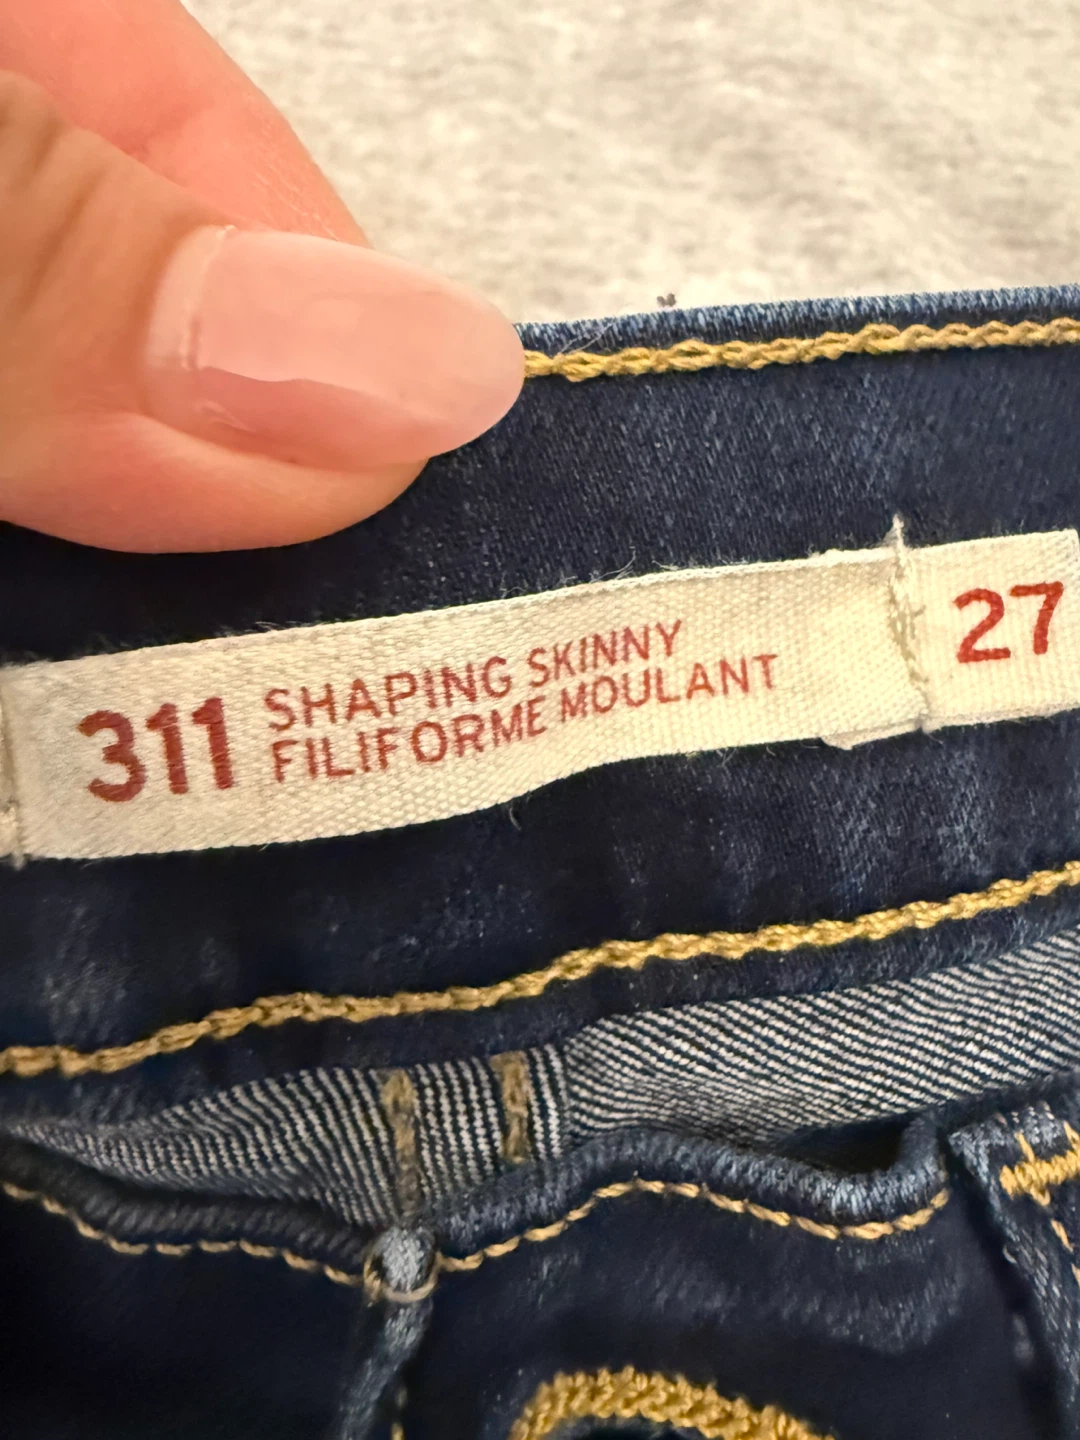 311
SHAPING SKINNY
FILIFORME MOULANT
27